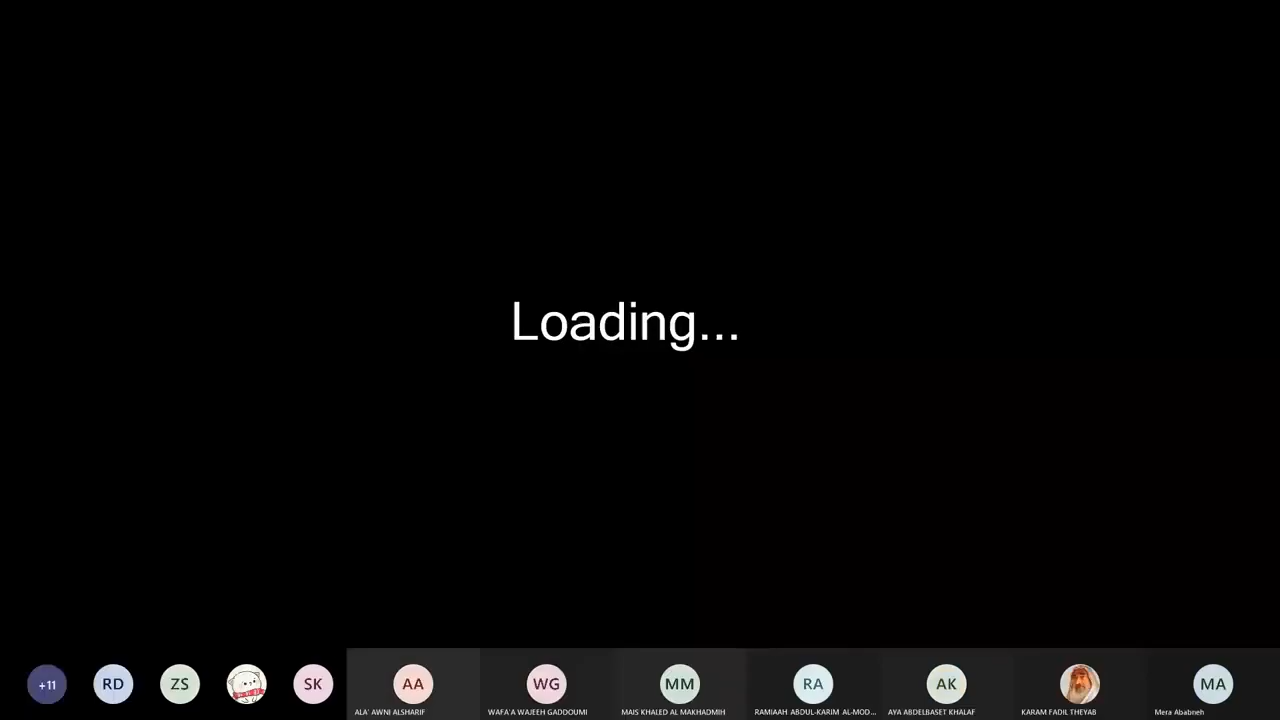 Loading...
+11
RD
ZS
SK
AA
WG
MM
RA
AK
MA
ALA' AWNI ALSHARIF
WAFA'A WAJEEH GADDOUMI
MAIS KHALED AL MAKHADMIH
RAMIAAH ABDUL-KARIM AL-MOD...
AYA ABDELBASET KHALAF
KARAM FADIL THEYAB
Mera Ababneh